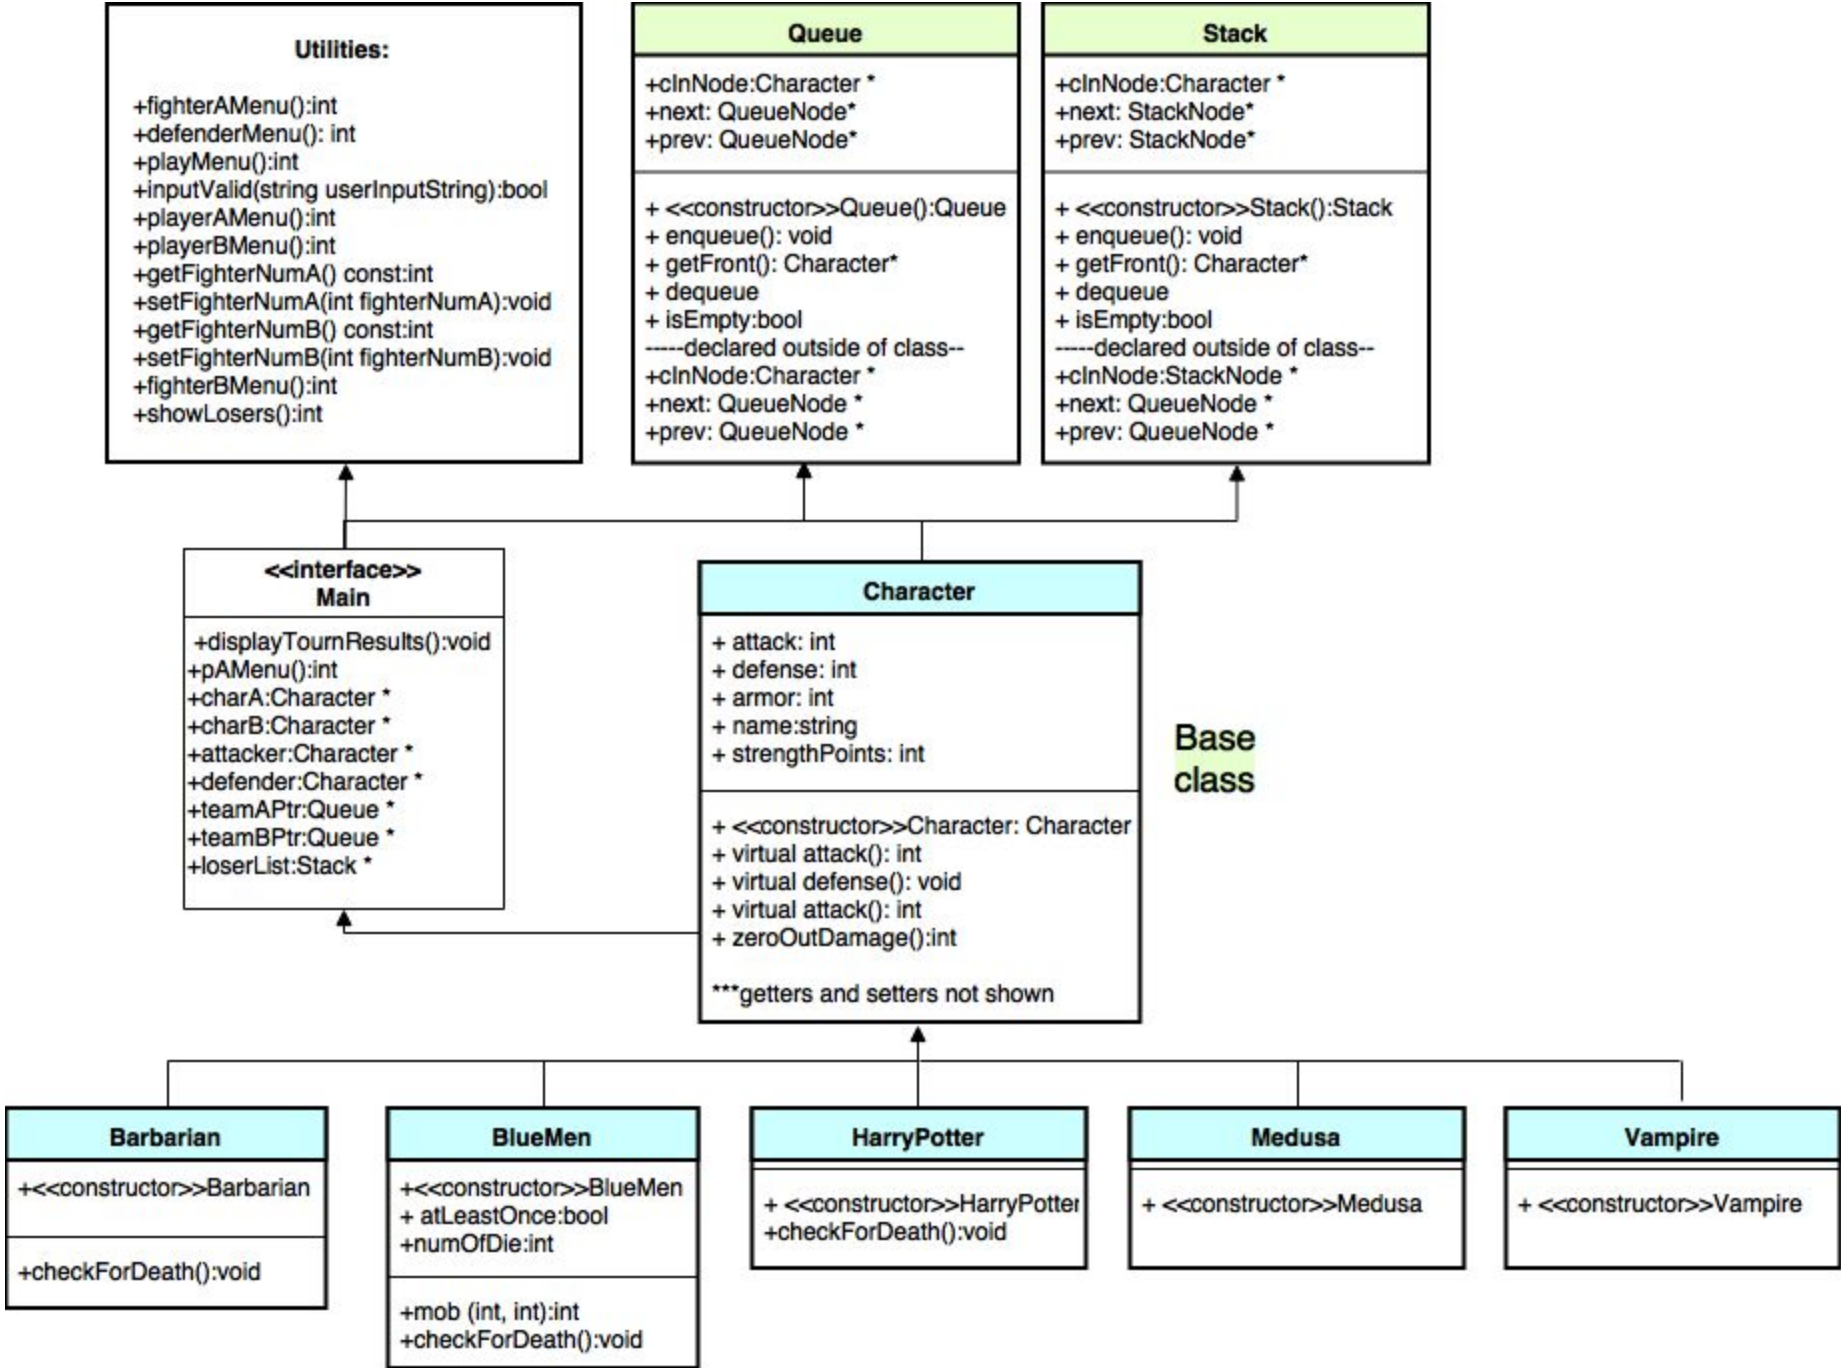 Utilities:
+fighterAMenu():int
+defenderMenu(): int
+playMenu():int
+inputValid(string userInputString):bool
+playerAMenu():int
+playerBMenu():int
+getFighterNumA() const:int
+setFighterNumA(int fighterNumA):void
+getFighterNumB() const:int
+setFighterNumB(int fighterNumB):void
+fighterBMenu():int
+showLosers():int
Queue
+cInNode:Character *
+next: QueueNode*
+prev: QueueNode*
+ <<constructor>>Queue():Queue
+ enqueue(): void
+ getFront(): Character*
+ dequeue
+ isEmpty:bool
-----declared outside of class--
+cInNode:Character *
+next: QueueNode *
+prev: QueueNode *
Stack
+cInNode:Character *
+next: StackNode*
+prev: StackNode*
+ <<constructor>>Stack():Stack
+ enqueue(): void
+ getFront(): Character*
+ dequeue
+ isEmpty:bool
-----declared outside of class--
+cInNode:StackNode *
+next: QueueNode *
+prev: QueueNode *
<<interface>>
Main
+displayTournResults():void
+pAMenu():int
+charA:Character *
+charB:Character *
+attacker:Character *
+defender:Character *
+teamAPtr:Queue *
+teamBPtr:Queue *
+loserList:Stack *
Character
+ attack: int
+ defense: int
+ armor: int
+ name:string
+ strengthPoints: int
+ <<constructor>>Character: Character
+ virtual attack(): int
+ virtual defense(): void
+ virtual attack(): int
+ zeroOutDamage():int
***getters and setters not shown
Base
class
Barbarian
+<<constructor>>Barbarian
+checkForDeath():void
BlueMen
+<<constructor>>BlueMen
+ atLeastOnce:bool
+numOfDie:int
+mob (int, int):int
+checkForDeath():void
HarryPotter
+ <<constructor>>HarryPotter
+checkForDeath():void
Medusa
+ <<constructor>>Medusa
Vampire
+ <<constructor>>Vampire